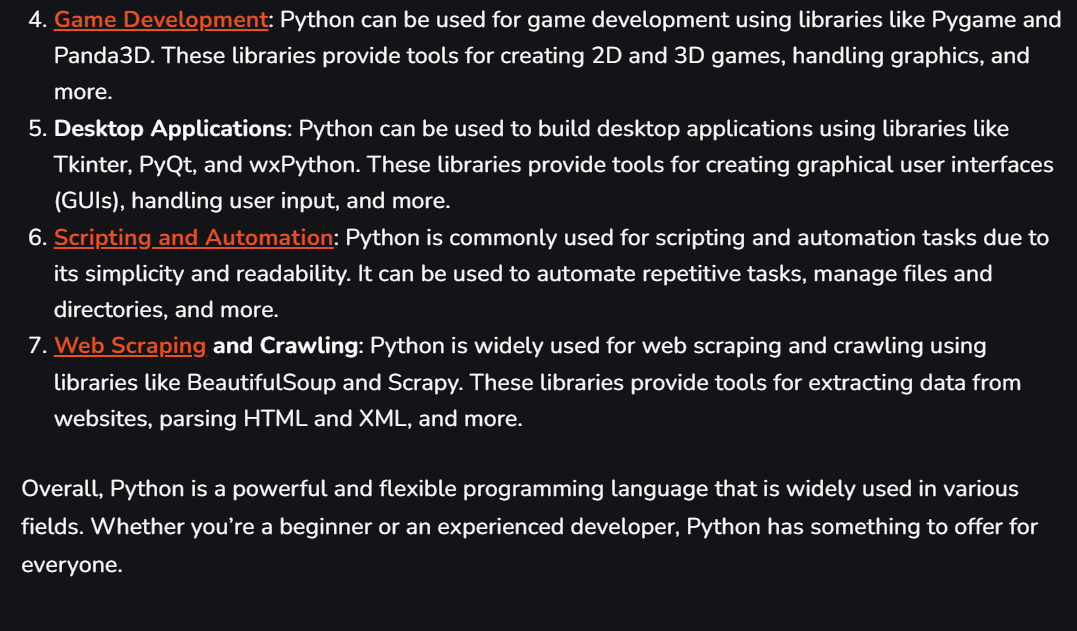 4. Game Development: Python can be used for game development using libraries like Pygame and
Panda3D. These libraries provide tools for creating 2D and 3D games, handling graphics, and
more.
5. Desktop Applications: Python can be used to build desktop applications using libraries like
Tkinter, PyQt, and wxPython. These libraries provide tools for creating graphical user interfaces
(GUIs), handling user input, and more.
6. Scripting and Automation: Python is commonly used for scripting and automation tasks due to
its simplicity and readability. It can be used to automate repetitive tasks, manage files and
directories, and more.
7. Web Scraping and Crawling: Python is widely used for web scraping and crawling using
libraries like BeautifulSoup and Scrapy. These libraries provide tools for extracting data from
websites, parsing HTML and XML, and more.
Overall, Python is a powerful and flexible programming language that is widely used in various
fields. Whether you’re a beginner or an experienced developer, Python has something to offer for
everyone.